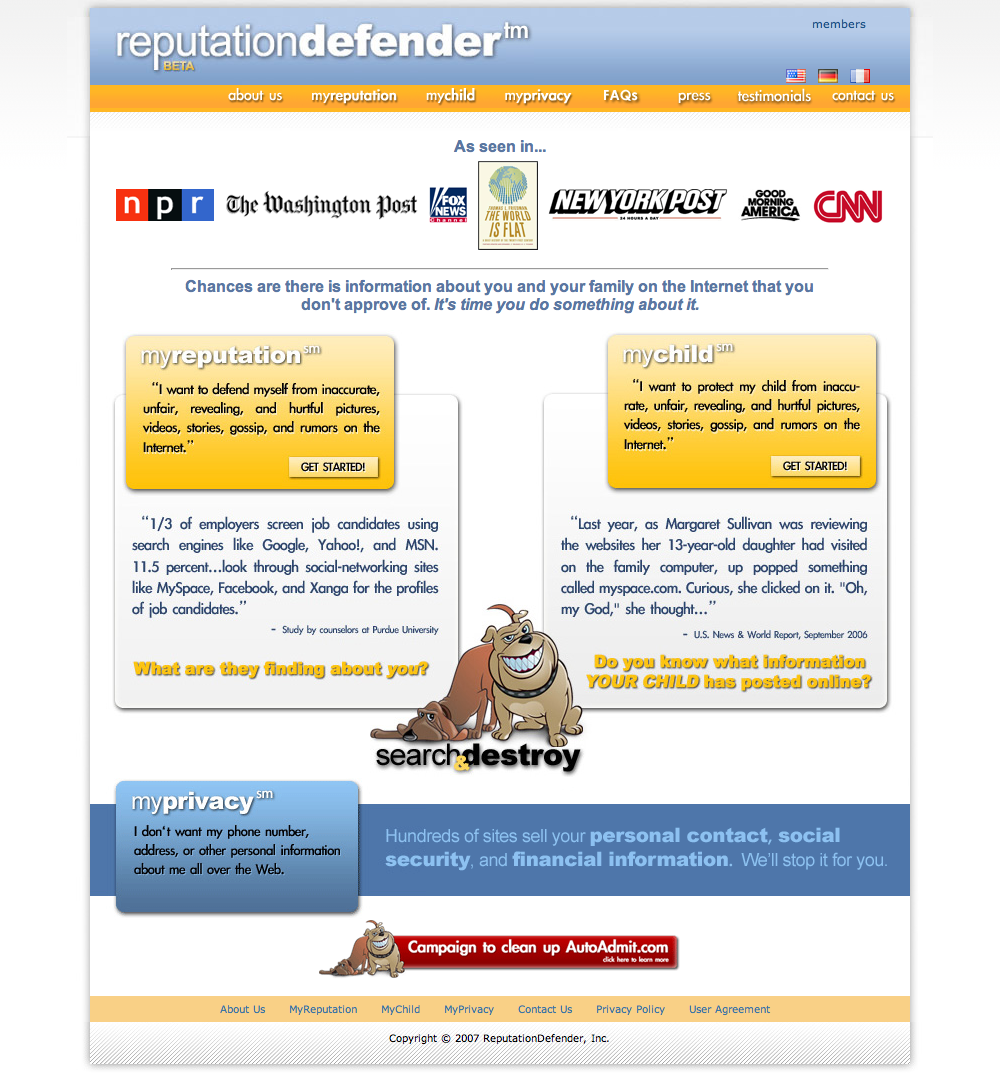 reputationdefender™
BETA
members
about us myreputation mychild myprivacy FAQs press testimonials contact us
As seen in...
n p r
The Washington Post
FOX
NEWS
Channel
THOMAS L. FRIEDMAN
THE WORLD
IS FLAT
NEW YORK POST
24 HOURS A DAY
GOOD
MORNING
AMERICA
CNN
Chances are there is information about you and your family on the Internet that you
don't approve of. It's time you do something about it.
myreputation℠
“I want to defend myself from inaccurate,
unfair, revealing, and hurtful pictures,
videos, stories, gossip, and rumors on the
Internet.”
GET STARTED!
“1/3 of employers screen job candidates using
search engines like Google, Yahoo!, and MSN.
11.5 percent...look through social-networking sites
like MySpace, Facebook, and Xanga for the profiles
of job candidates.”
- Study by counselors at Purdue University
What are they finding about you?
mychild℠
“I want to protect my child from inaccu-
rate, unfair, revealing, and hurtful pictures,
videos, stories, gossip, and rumors on the
Internet.”
GET STARTED!
“Last year, as Margaret Sullivan was reviewing
the websites her 13-year-old daughter had visited
on the family computer, up popped something
called myspace.com. Curious, she clicked on it. "Oh,
my God," she thought...”
- U.S. News & World Report, September 2006
Do you know what information
YOUR CHILD has posted online?
search&destroy
myprivacy℠
I don't want my phone number,
address, or other personal information
about me all over the Web.
Hundreds of sites sell your personal contact, social
security, and financial information. We'll stop it for you.
Campaign to clean up AutoAdmit.com
click here to learn more
About Us MyReputation MyChild MyPrivacy Contact Us Privacy Policy User Agreement
Copyright © 2007 ReputationDefender, Inc.